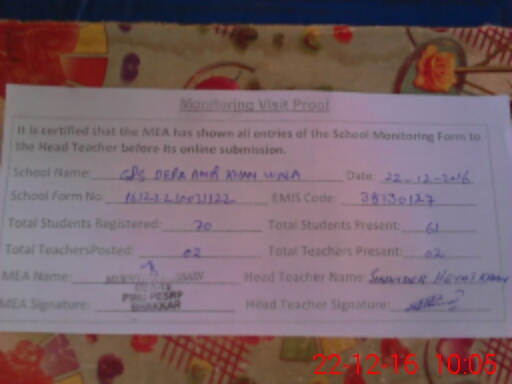 Monitoring Visit Proof
It is certified that the MEA has shown all entries of the School Monitoring Form to
the Head Teacher before its online submission.
School Name: GPS DERA AMIR KHAN WALA Date: 22-12-2016
School Form No: EMIS Code: 38130127
Total Students Registered: 70 Total Students Present: 61
Total TeachersPosted: 02 Total Teachers Present: 02
MEA Name: Head Teacher Name: HAYAT KHAN
MEA Signature: PMIU PESRP Head Teacher Signature:
BHAKKAR
22-12-16 10:05